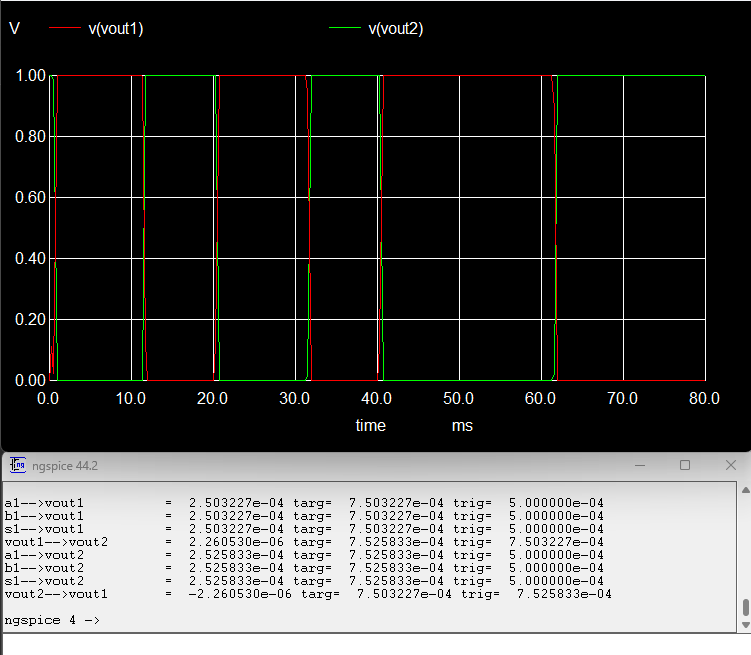 V v(vout1) v(vout2)
1.00
0.80
0.60
0.40
0.20
0.00
0.0 10.0 20.0 30.0 40.0 50.0 60.0 70.0 80.0
time ms
ngspice 44.2
a1-->vout1 = 2.503227e-04 targ= 7.503227e-04 trig= 5.000000e-04
b1-->vout1 = 2.503227e-04 targ= 7.503227e-04 trig= 5.000000e-04
s1-->vout1 = 2.503227e-04 targ= 7.503227e-04 trig= 5.000000e-04
vout1-->vout2 = 2.260530e-06 targ= 7.525833e-04 trig= 7.503227e-04
a1-->vout2 = 2.525833e-04 targ= 7.525833e-04 trig= 5.000000e-04
b1-->vout2 = 2.525833e-04 targ= 7.525833e-04 trig= 5.000000e-04
s1-->vout2 = 2.525833e-04 targ= 7.525833e-04 trig= 5.000000e-04
vout2-->vout1 = -2.260530e-06 targ= 7.503227e-04 trig= 7.525833e-04
ngspice 4 ->